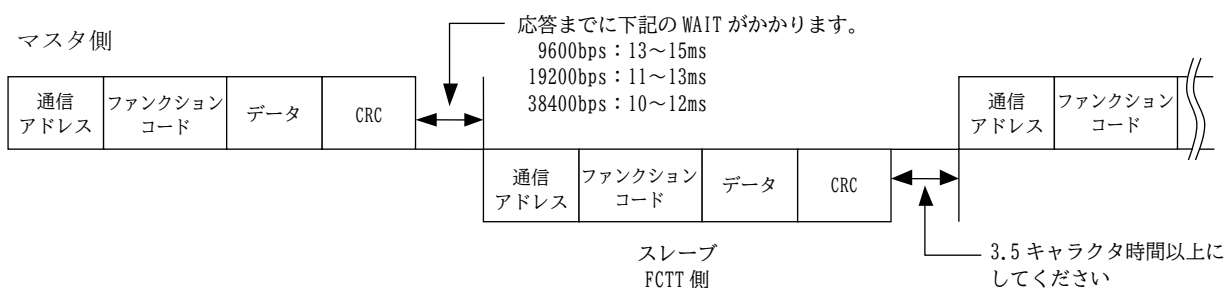 マスタ側
応答までに下記の WAIT がかかります。
9600bps：13～15ms
19200bps：11～13ms
38400bps：10～12ms
通信
アドレス
ファンクション
コード
データ
CRC
通信
アドレス
ファンクション
コード
通信
アドレス
ファンクション
コード
データ
CRC
スレーブ
FCTT 側
3.5 キャラクタ時間以上に
してください